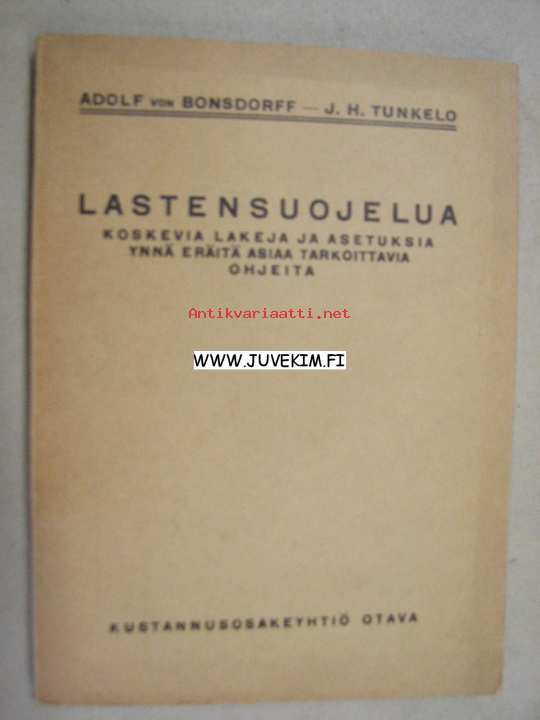 ADOLF VON BONSDORFF — J. H. TUNKELO
LASTENSUOJELUA
KOSKEVIA LAKEJA JA ASETUKSIA
YNNÄ ERÄITÄ ASIAA TARKOITTAVIA
OHJEITA
Antikvariaatti.net
WWW.JUVEKIM.FI
KUSTANNUSOSAKEYHTIÖ OTAVA